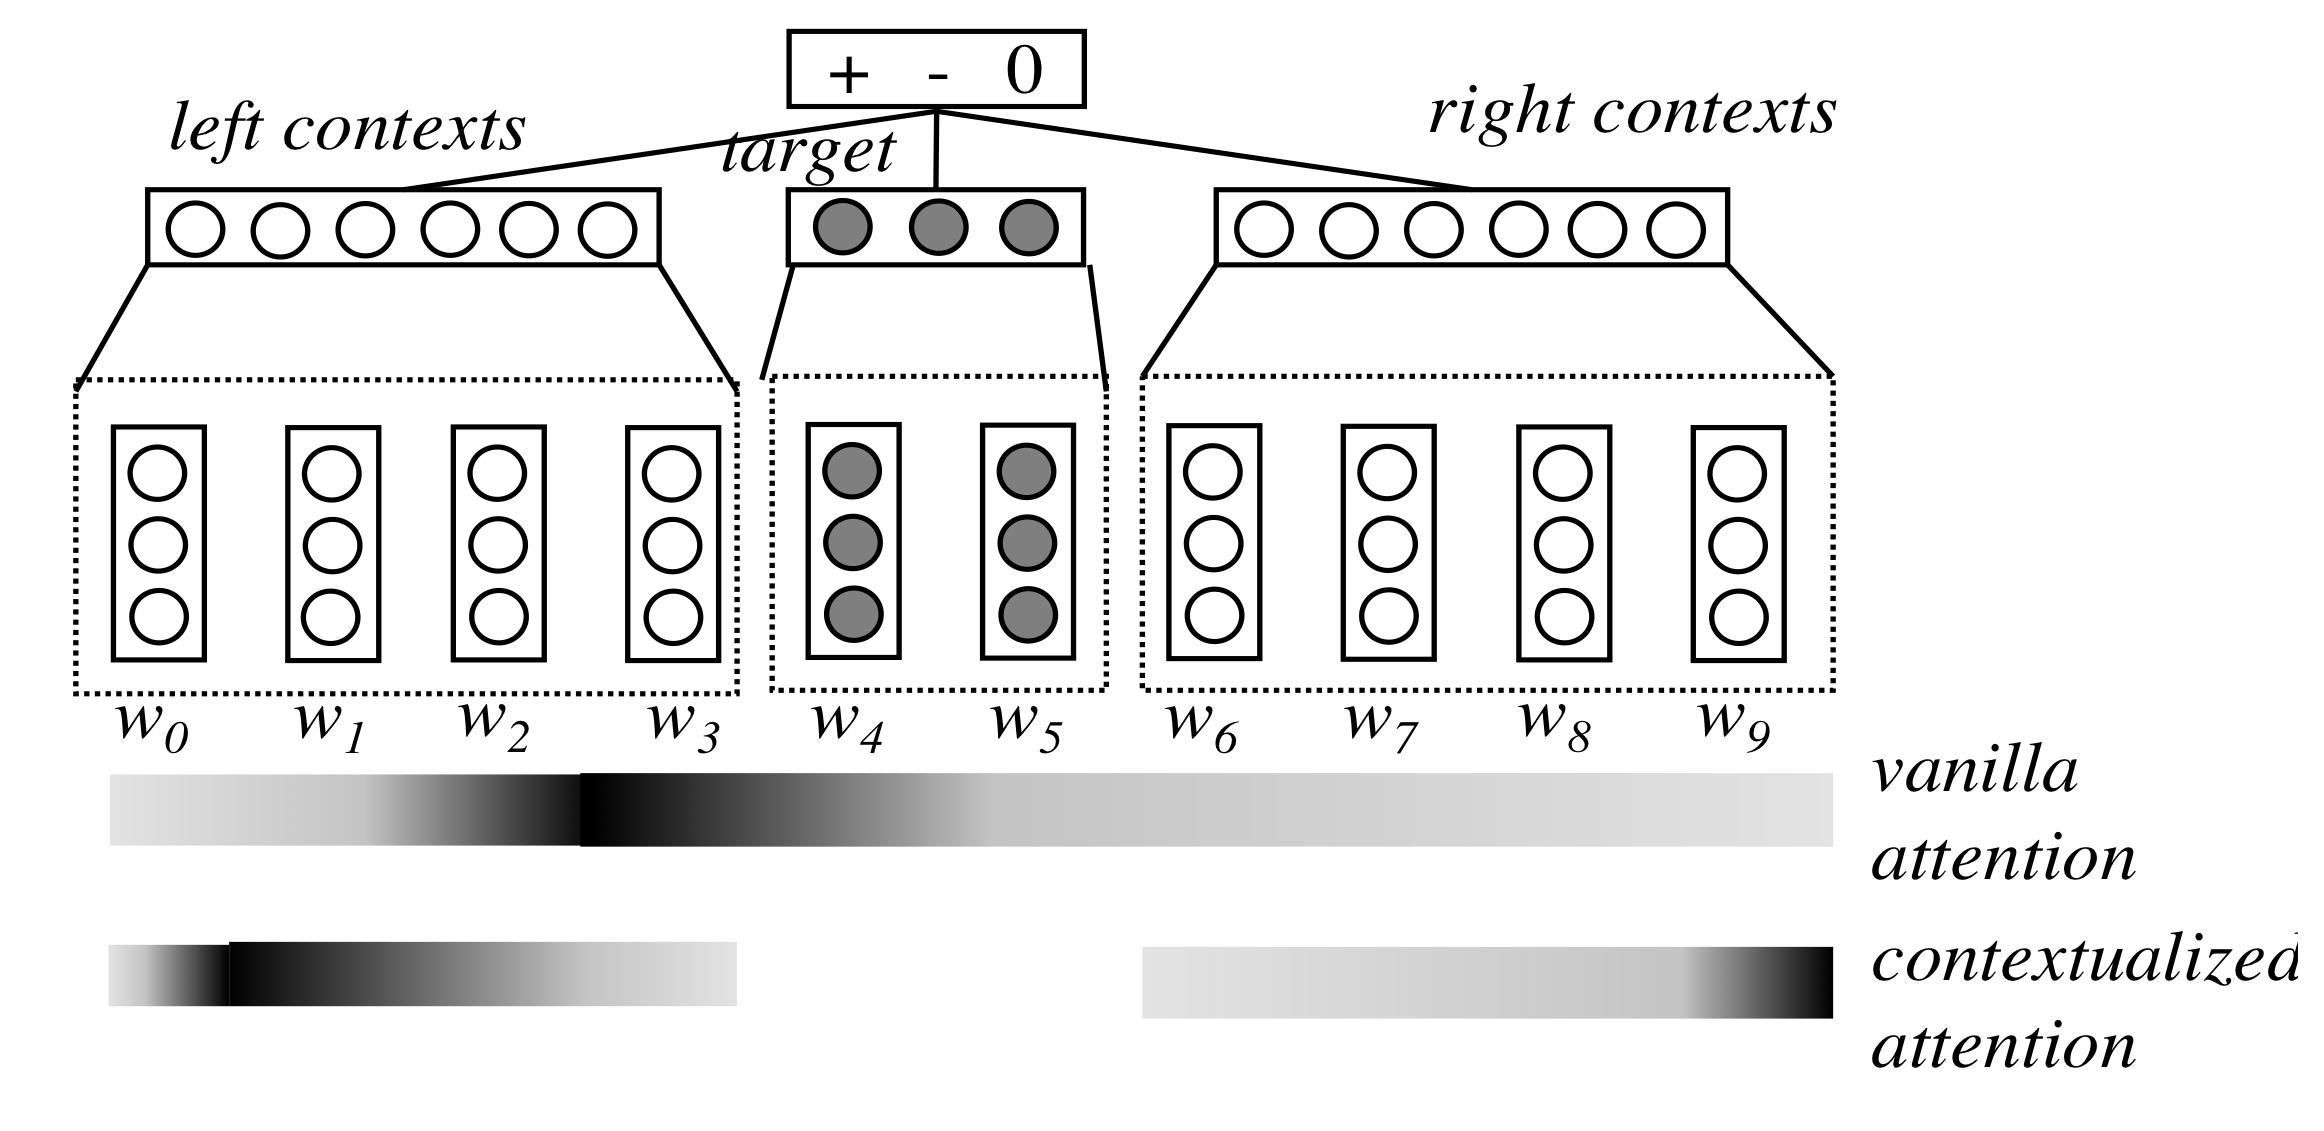 + - 0
left contexts
target
right contexts
w0 w1 w2 w3 w4 w5 w6 w7 w8 w9
vanilla
attention
contextualized
attention